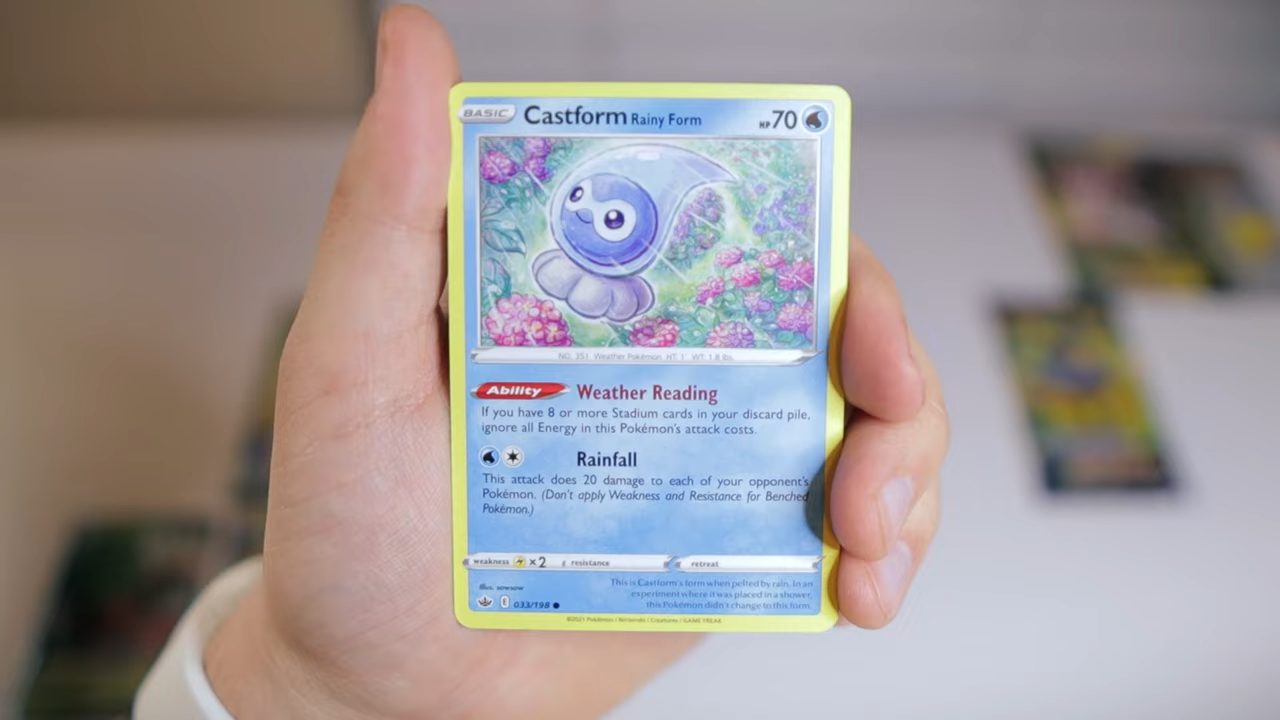 BASIC Castform Rainy Form HP 70
NO. 351 Weather Pokémon HT: 1' WT: 1.8 lbs.
Ability Weather Reading
If you have 8 or more Stadium cards in your discard pile,
ignore all Energy in this Pokémon's attack costs.
Rainfall
This attack does 20 damage to each of your opponent's
Pokémon. (Don't apply Weakness and Resistance for Benched
Pokémon.)
weakness ×2 resistance retreat
Illus. sowsow
This is Castform's form when pelted by rain. In an
experiment where it was placed in a shower,
this Pokémon didn't change to this form.
E 033/198
©2021 Pokémon / Nintendo / Creatures / GAME FREAK